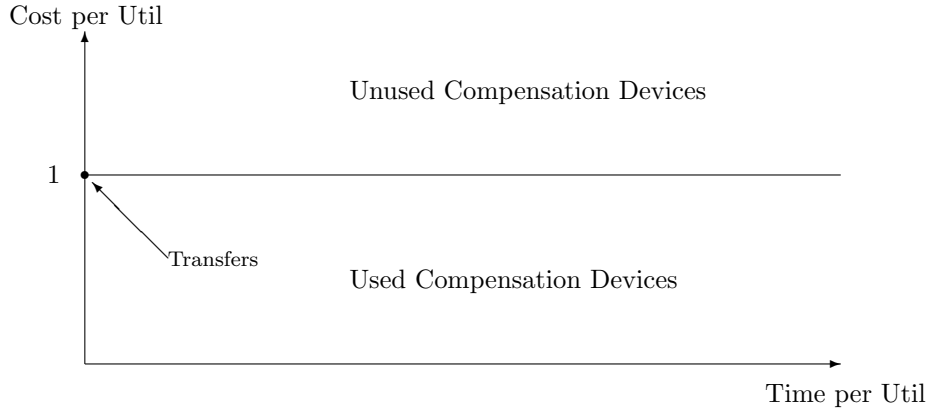 Cost per Util
Unused Compensation Devices
1
Transfers
Used Compensation Devices
Time per Util